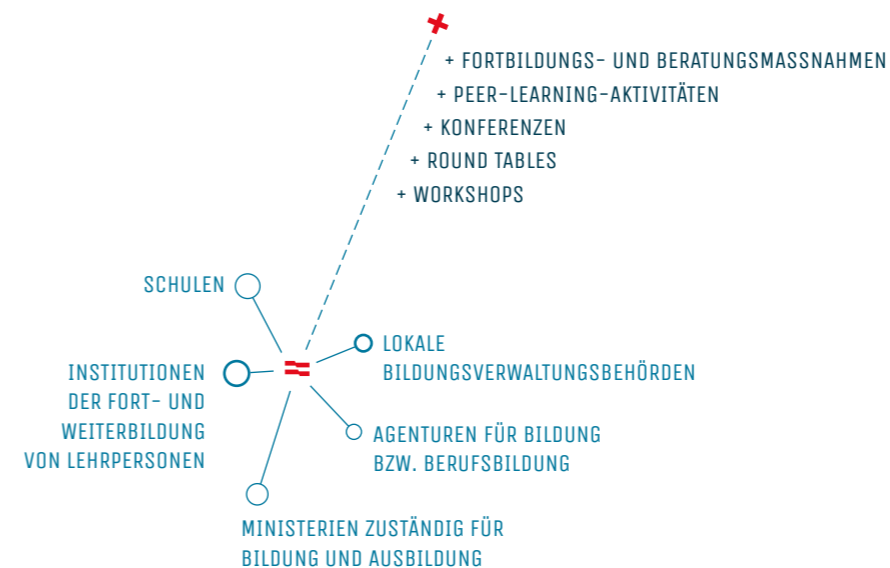 + FORTBILDUNGS- UND BERATUNGSMASSNAHMEN
+ PEER-LEARNING-AKTIVITÄTEN
+ KONFERENZEN
+ ROUND TABLES
+ WORKSHOPS
SCHULEN
LOKALE
BILDUNGSVERWALTUNGSBEHÖRDEN
INSTITUTIONEN
DER FORT- UND
WEITERBILDUNG
VON LEHRPERSONEN
AGENTUREN FÜR BILDUNG
BZW. BERUFSBILDUNG
MINISTERIEN ZUSTÄNDIG FÜR
BILDUNG UND AUSBILDUNG